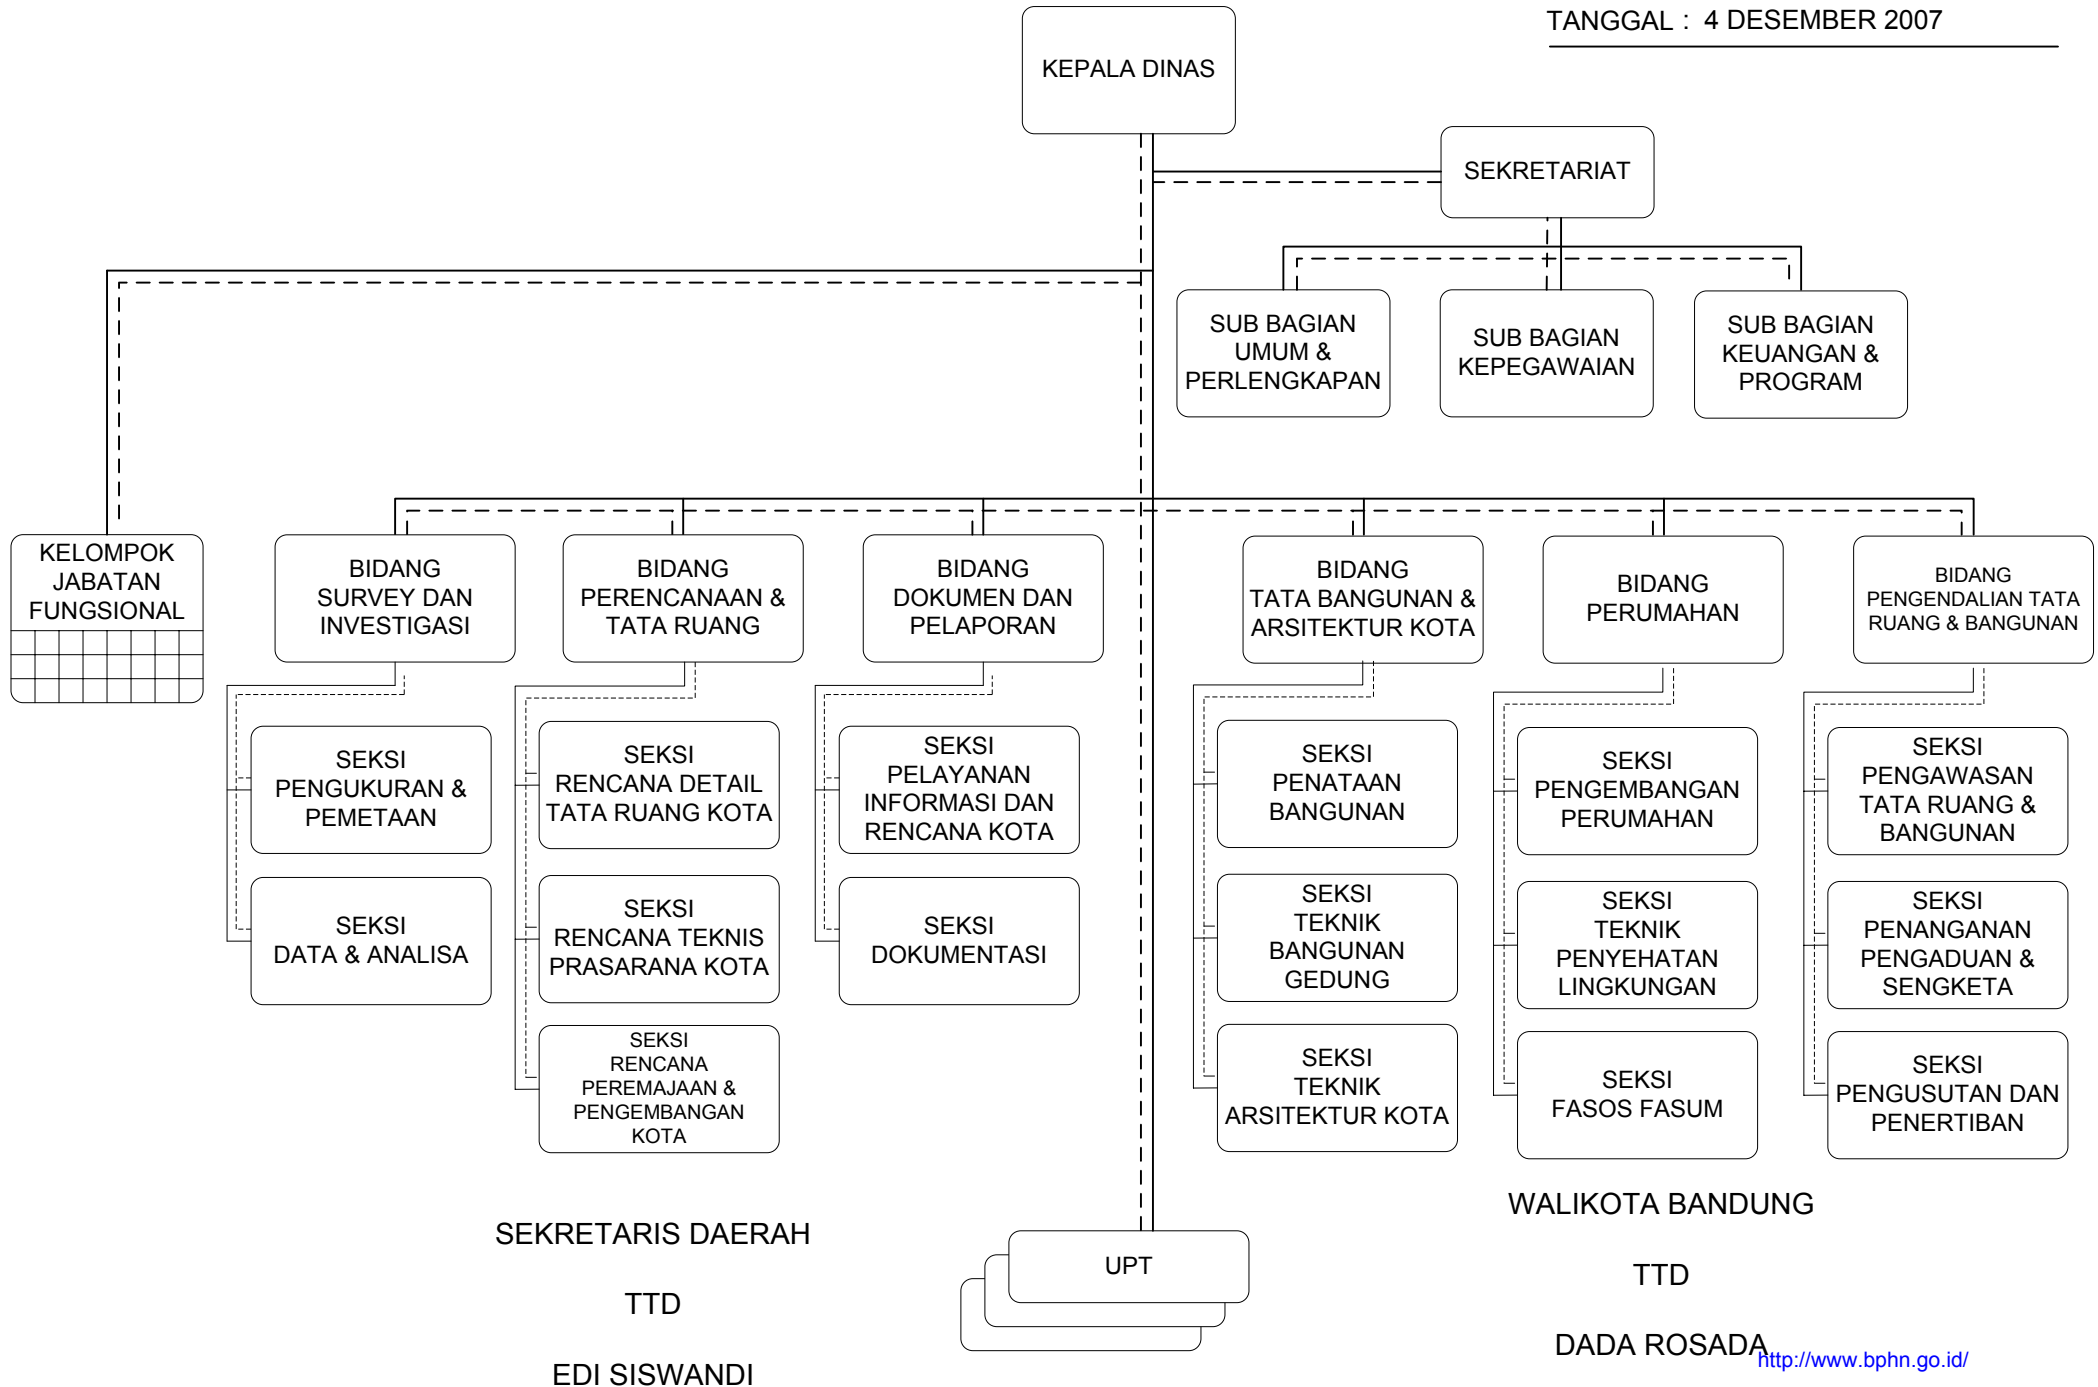 TANGGAL : 4 DESEMBER 2007
KEPALA DINAS
SEKRETARIAT
SUB BAGIAN
UMUM &
PERLENGKAPAN
SUB BAGIAN
KEPEGAWAIAN
SUB BAGIAN
KEUANGAN &
PROGRAM
KELOMPOK
JABATAN
FUNGSIONAL
BIDANG
SURVEY DAN
INVESTIGASI
BIDANG
PERENCANAAN &
TATA RUANG
BIDANG
DOKUMEN DAN
PELAPORAN
BIDANG
TATA BANGUNAN &
ARSITEKTUR KOTA
BIDANG
PERUMAHAN
BIDANG
PENGENDALIAN TATA
RUANG & BANGUNAN
SEKSI
PENGUKURAN &
PEMETAAN
SEKSI
DATA & ANALISA
SEKSI
RENCANA DETAIL
TATA RUANG KOTA
SEKSI
RENCANA TEKNIS
PRASARANA KOTA
SEKSI
RENCANA
PEREMAJAAN &
PENGEMBANGAN
KOTA
SEKSI
PELAYANAN
INFORMASI DAN
RENCANA KOTA
SEKSI
DOKUMENTASI
SEKSI
PENATAAN
BANGUNAN
SEKSI
TEKNIK
BANGUNAN
GEDUNG
SEKSI
TEKNIK
ARSITEKTUR KOTA
SEKSI
PENGEMBANGAN
PERUMAHAN
SEKSI
TEKNIK
PENYEHATAN
LINGKUNGAN
SEKSI
FASOS FASUM
SEKSI
PENGAWASAN
TATA RUANG &
BANGUNAN
SEKSI
PENANGANAN
PENGADUAN &
SENGKETA
SEKSI
PENGUSUTAN DAN
PENERTIBAN
UPT
SEKRETARIS DAERAH
TTD
EDI SISWANDI
WALIKOTA BANDUNG
TTD
DADA ROSADA
http://www.bphn.go.id/